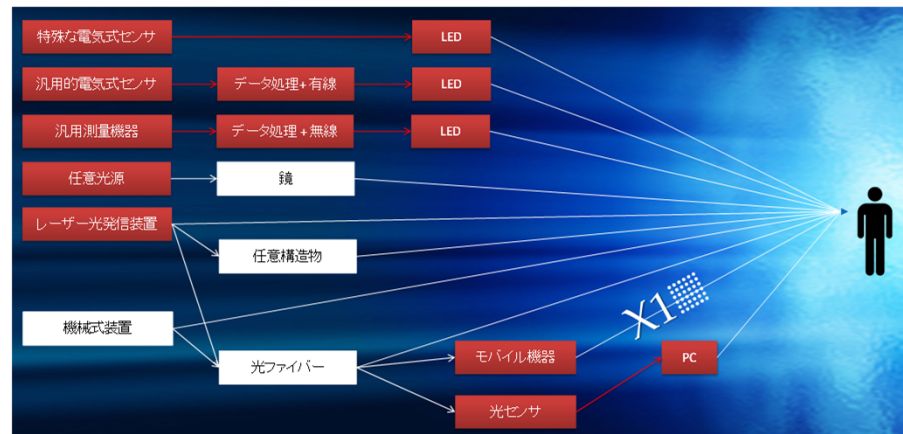 特殊な電気式センサ
LED
汎用的電気式センサ
データ処理+有線
LED
汎用測量機器
データ処理+無線
LED
任意光源
鏡
レーザー光発信装置
任意構造物
機械式装置
X1
光ファイバー
モバイル機器
PC
光センサ